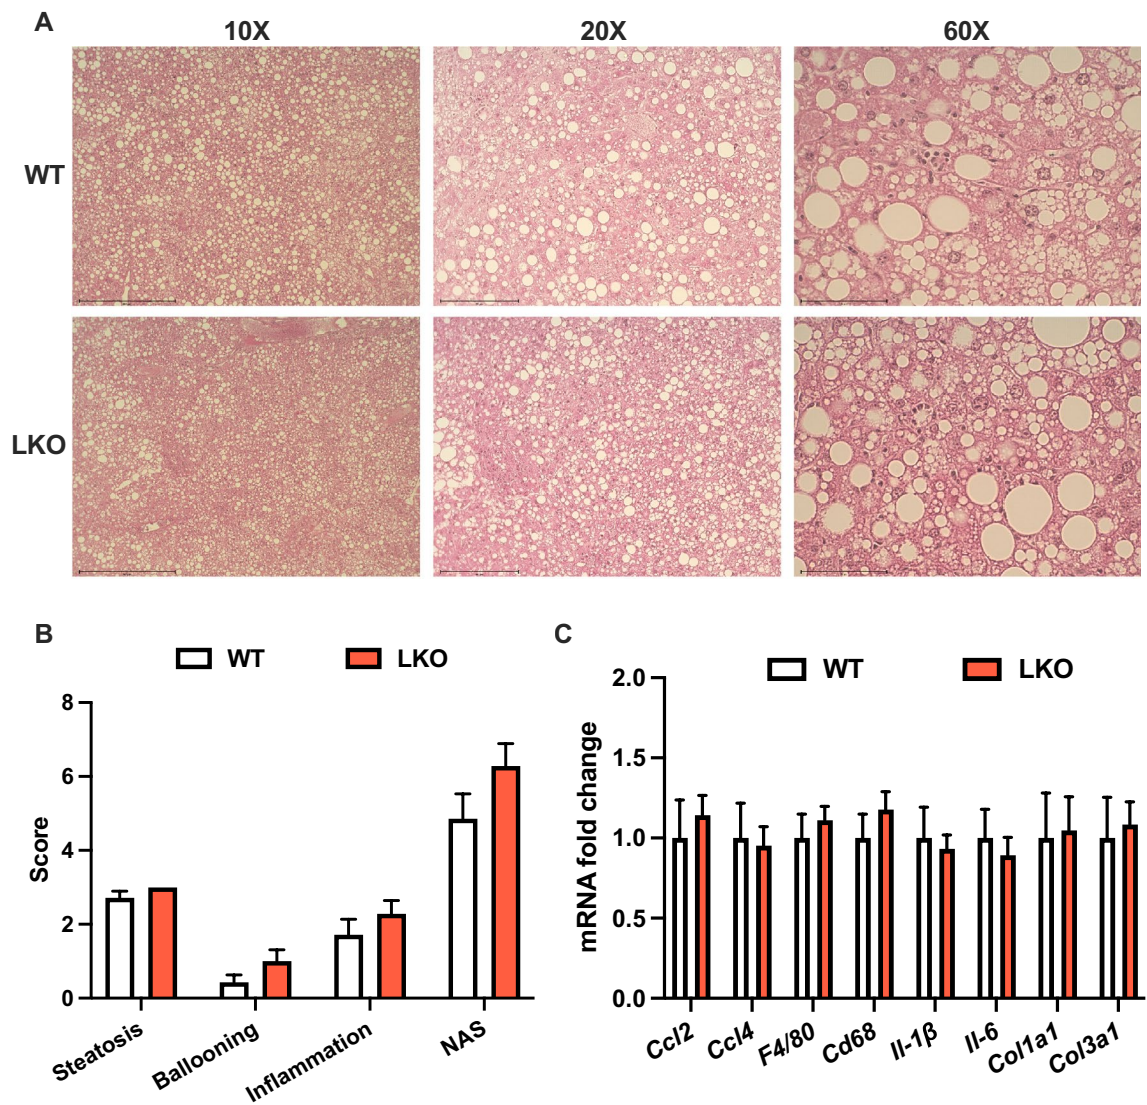 A
10X 20X 60X
WT
LKO
B
WT LKO
8
6
4
2
0
Score
Steatosis Ballooning Inflammation NAS
C
WT LKO
2.0
1.5
1.0
0.5
0.0
mRNA fold change
Ccl2 Ccl4 F4/80 Cd68 Il-1β Il-6 Col1a1 Col3a1